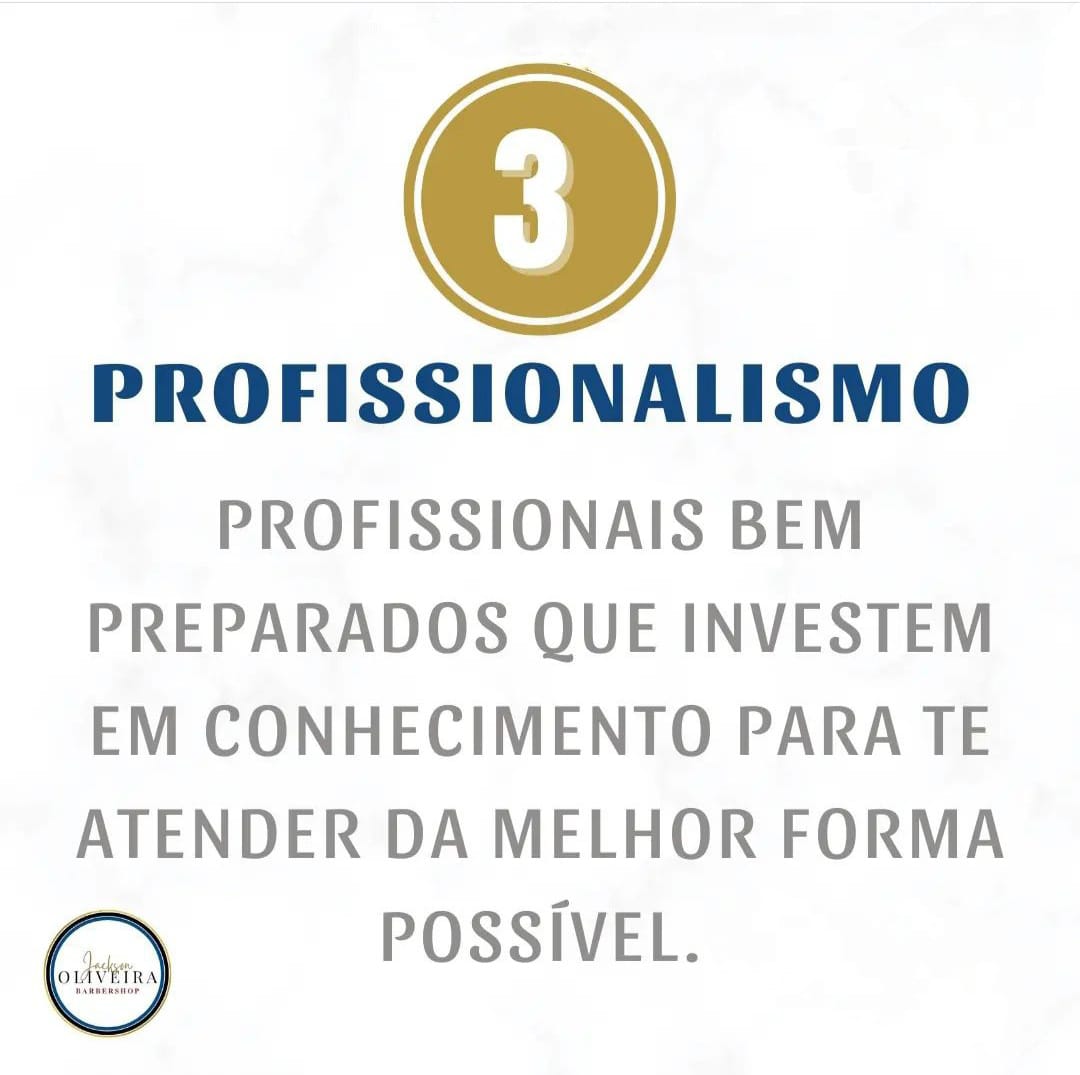 3
PROFISSIONALISMO
PROFISSIONAIS BEM
PREPARADOS QUE INVESTEM
EM CONHECIMENTO PARA TE
ATENDER DA MELHOR FORMA
POSSÍVEL.
Jackson
OLIVEIRA
BARBERSHOP